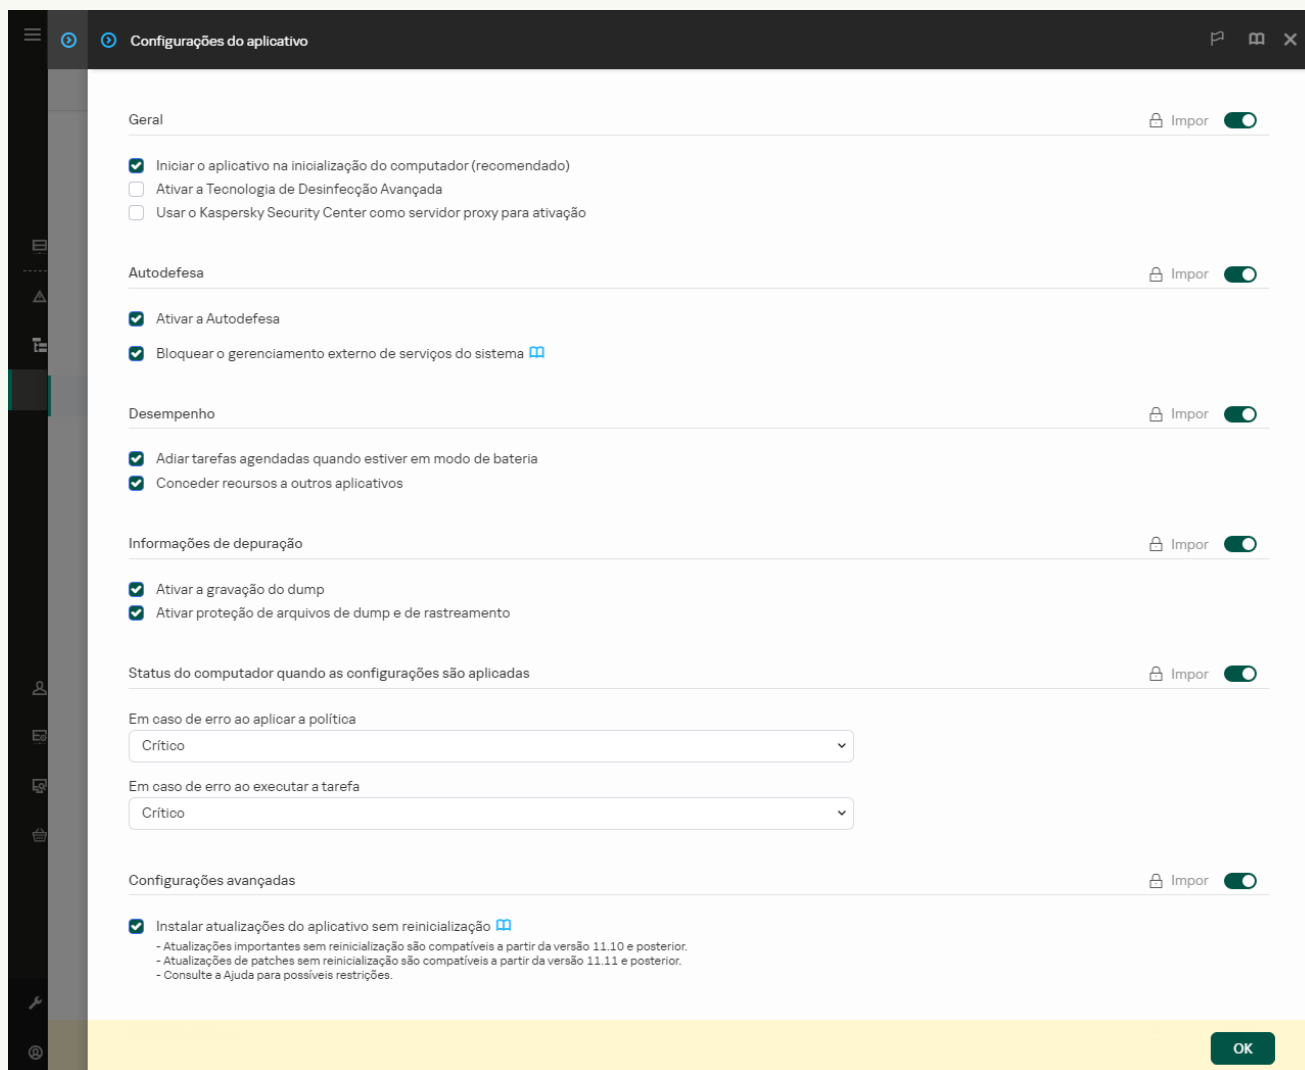 Configurações do aplicativo
Geral
Impor
Iniciar o aplicativo na inicialização do computador (recomendado)
Ativar a Tecnologia de Desinfecção Avançada
Usar o Kaspersky Security Center como servidor proxy para ativação
Autodefesa
Impor
Ativar a Autodefesa
Bloquear o gerenciamento externo de serviços do sistema
Desempenho
Impor
Adiar tarefas agendadas quando estiver em modo de bateria
Conceder recursos a outros aplicativos
Informações de depuração
Impor
Ativar a gravação do dump
Ativar proteção de arquivos de dump e de rastreamento
Status do computador quando as configurações são aplicadas
Impor
Em caso de erro ao aplicar a política
Crítico
Em caso de erro ao executar a tarefa
Crítico
Configurações avançadas
Impor
Instalar atualizações do aplicativo sem reinicialização
- Atualizações importantes sem reinicialização são compatíveis a partir da versão 11.10 e posterior.
- Atualizações de patches sem reinicialização são compatíveis a partir da versão 11.11 e posterior.
- Consulte a Ajuda para possíveis restrições.
OK